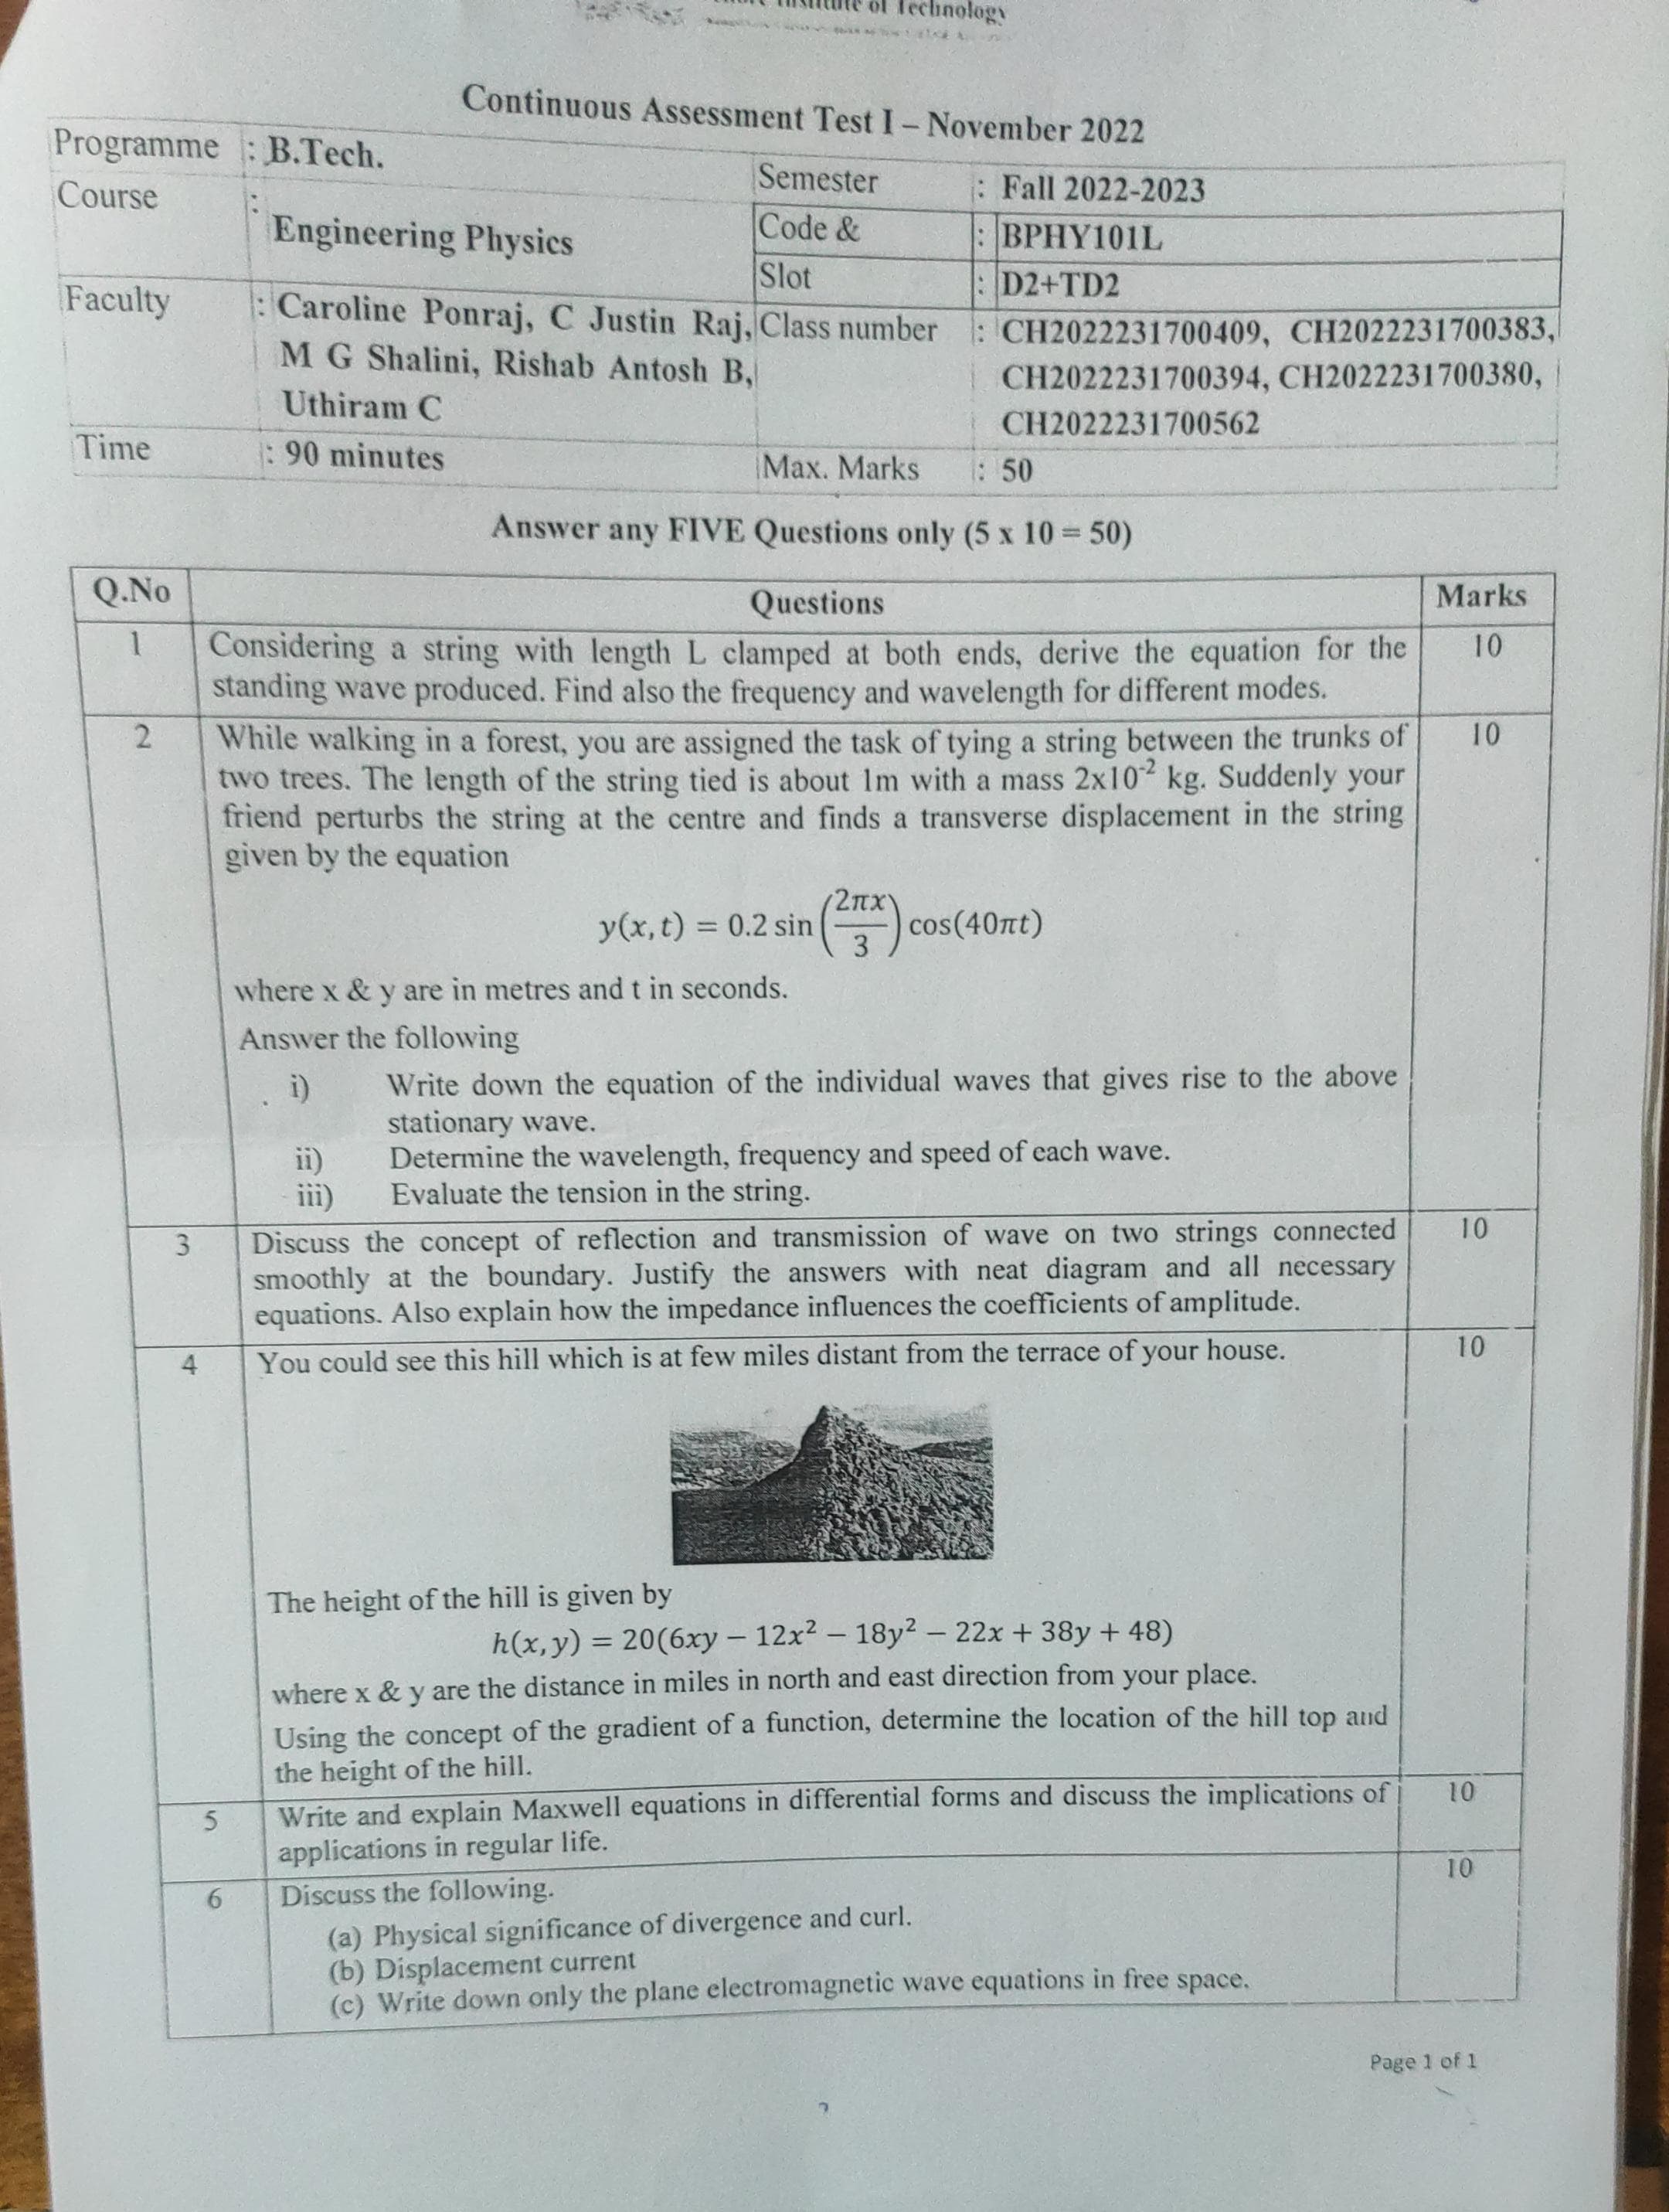 Institute of Technology
Continuous Assessment Test I – November 2022
Programme : B.Tech. Semester : Fall 2022-2023
Course : Engineering Physics Code & : BPHY101L
Slot : D2+TD2
Faculty : Caroline Ponraj, C Justin Raj, Class number : CH2022231700409, CH2022231700383,
M G Shalini, Rishab Antosh B, CH2022231700394, CH2022231700380,
Uthiram C CH2022231700562
Time : 90 minutes Max. Marks : 50
Answer any FIVE Questions only (5 x 10 = 50)
Q.No Questions Marks
1 Considering a string with length L clamped at both ends, derive the equation for the 10
standing wave produced. Find also the frequency and wavelength for different modes.
2 While walking in a forest, you are assigned the task of tying a string between the trunks of 10
two trees. The length of the string tied is about 1m with a mass 2x10⁻² kg. Suddenly your
friend perturbs the string at the centre and finds a transverse displacement in the string
given by the equation
y(x, t) = 0.2 sin (2πx/3) cos(40πt)
where x & y are in metres and t in seconds.
Answer the following
i) Write down the equation of the individual waves that gives rise to the above
stationary wave.
ii) Determine the wavelength, frequency and speed of each wave.
iii) Evaluate the tension in the string.
3 Discuss the concept of reflection and transmission of wave on two strings connected 10
smoothly at the boundary. Justify the answers with neat diagram and all necessary
equations. Also explain how the impedance influences the coefficients of amplitude.
4 You could see this hill which is at few miles distant from the terrace of your house. 10
The height of the hill is given by
h(x, y) = 20(6xy – 12x² – 18y² – 22x + 38y + 48)
where x & y are the distance in miles in north and east direction from your place.
Using the concept of the gradient of a function, determine the location of the hill top and
the height of the hill.
5 Write and explain Maxwell equations in differential forms and discuss the implications of 10
applications in regular life.
6 Discuss the following. 10
(a) Physical significance of divergence and curl.
(b) Displacement current
(c) Write down only the plane electromagnetic wave equations in free space.
Page 1 of 1